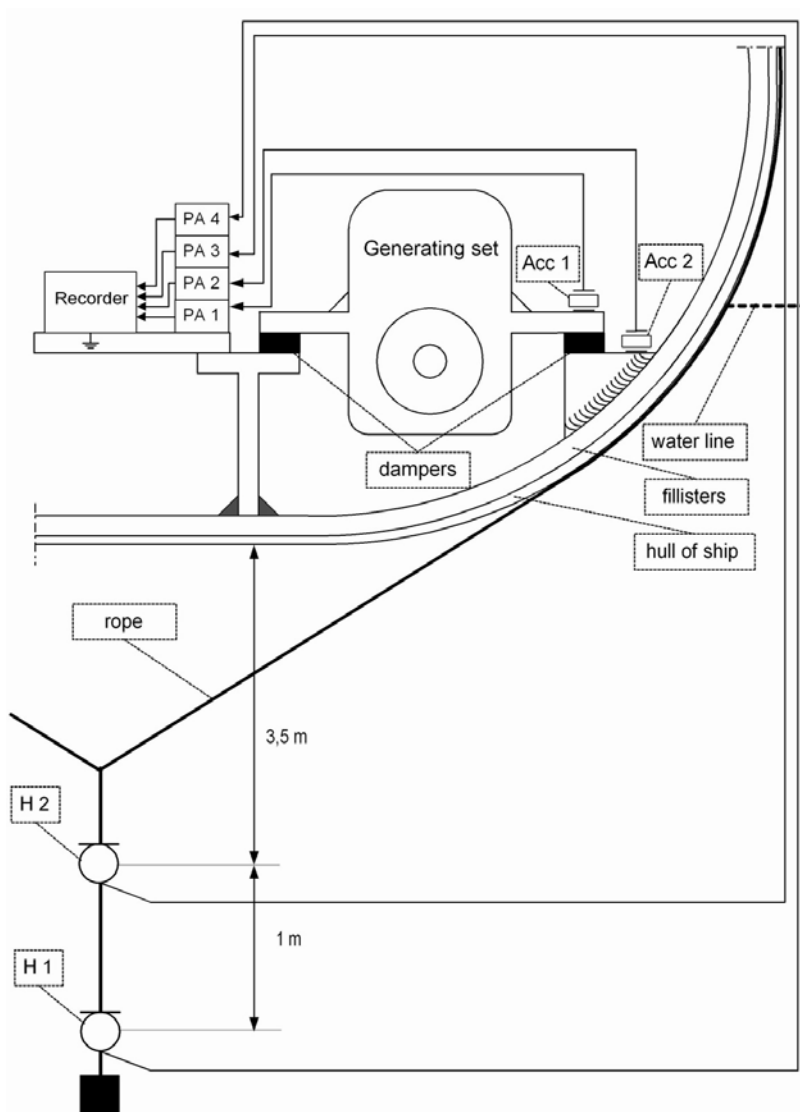 PA 4
PA 3
PA 2
PA 1
Recorder
Generating set
Acc 1
Acc 2
dampers
water line
fillisters
hull of ship
rope
3,5 m
H 2
1 m
H 1